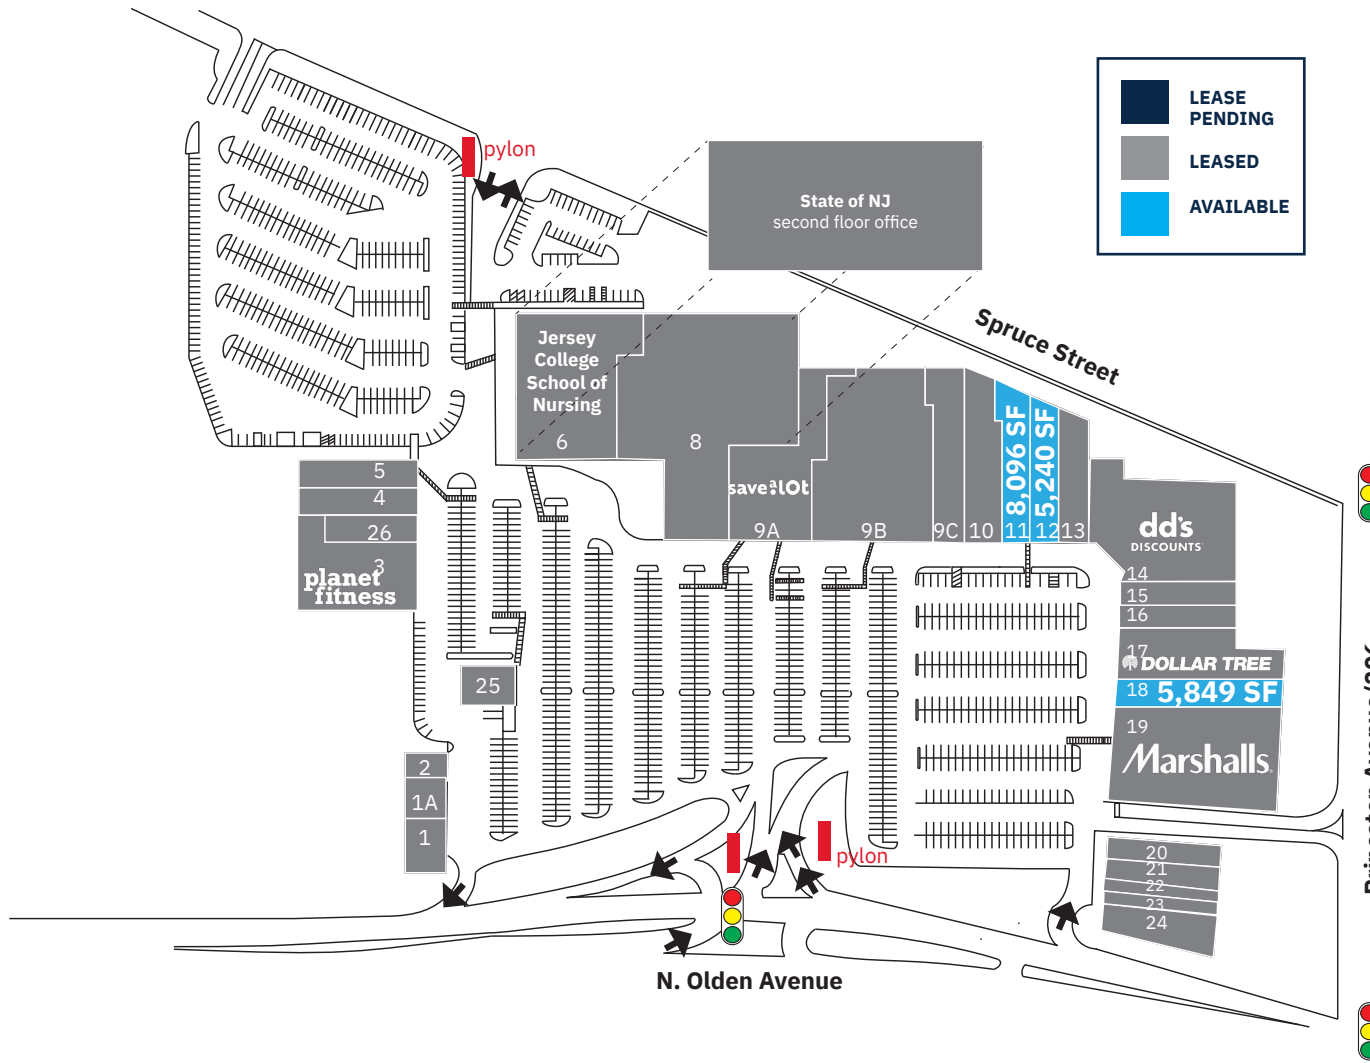 LEASE
PENDING
LEASED
AVAILABLE
pylon
State of NJ
second floor office
Spruce Street
Jersey
College
School of
Nursing
6
8
save a lot
9A
9B
9C
10
11
8,096 SF
12
5,240 SF
13
5
4
26
3
planet
fitness
dd's
DISCOUNTS
14
15
16
17
DOLLAR TREE
18
5,849 SF
19
Marshalls
25
2
1A
1
pylon
20
21
22
23
24
N. Olden Avenue